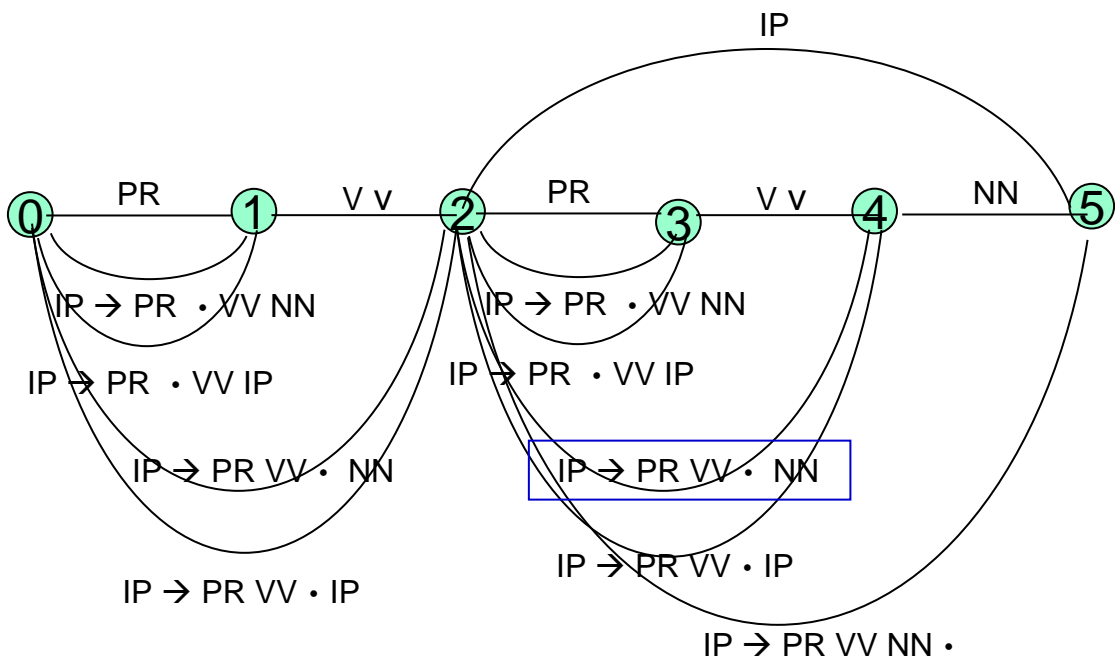 IP
PR
V v
PR
V v
NN
0
1
2
3
4
5
IP → PR · VV NN
IP → PR · VV NN
IP → PR · VV IP
IP → PR · VV IP
IP → PR VV · NN
IP → PR VV · NN
IP → PR VV · IP
IP → PR VV · IP
IP → PR VV NN ·